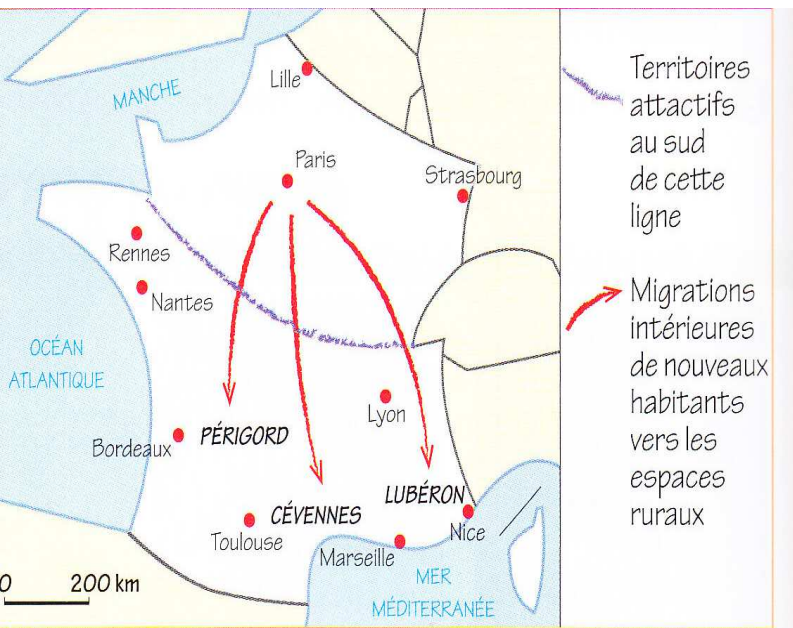 MANCHE
Lille
Paris
Strasbourg
Rennes
Nantes
OCÉAN
ATLANTIQUE
Lyon
Bordeaux
PÉRIGORD
LUBÉRON
CÉVENNES
Toulouse
Nice
Marseille
MER
MÉDITERRANÉE
0 200 km
Territoires
attactifs
au sud
de cette
ligne
Migrations
intérieures
de nouveaux
habitants
vers les
espaces
ruraux